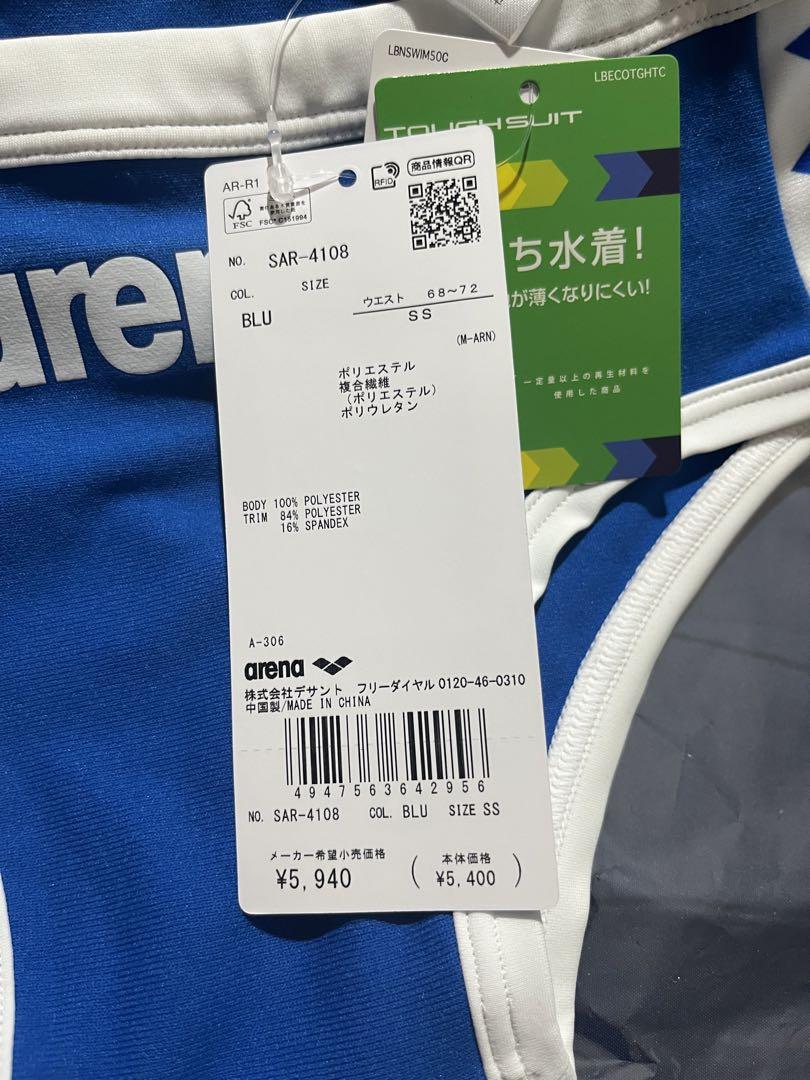 LBNSWIM50C
LBECOTGHTC
TOUGHSUIT
ち水着!
が薄くなりにくい!
一定量以上の再生材料を
使用した商品
AR-R1
FSC
FSC® C151994
RFID
商品情報QR
NO. SAR-4108
COL. SIZE
BLU
ウエスト 68~72
SS
(M-ARN)
ポリエステル
複合繊維
(ポリエステル)
ポリウレタン
BODY 100% POLYESTER
TRIM 84% POLYESTER
16% SPANDEX
A-306
arena
株式会社デサント フリーダイヤル 0120-46-0310
中国製/MADE IN CHINA
4947563642956
NO. SAR-4108 COL. BLU SIZE SS
メーカー希望小売価格
¥5,940
(本体価格
¥5,400)
aren